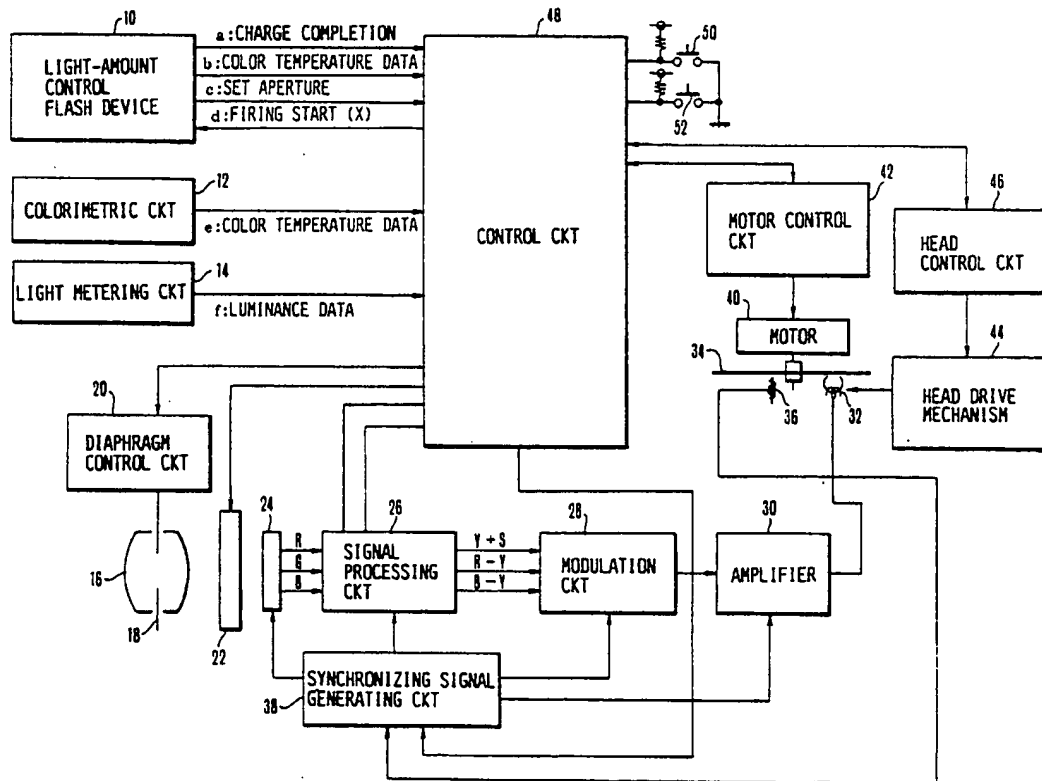 10
LIGHT-AMOUNT
CONTROL
FLASH DEVICE
a:CHARGE COMPLETION
b:COLOR TEMPERATURE DATA
c:SET APERTURE
d:FIRING START (X)
48
CONTROL CKT
50
52
12
COLORIMETRIC CKT
e:COLOR TEMPERATURE DATA
14
LIGHT METERING CKT
f:LUMINANCE DATA
42
MOTOR CONTROL
CKT
46
HEAD
CONTROL CKT
40
MOTOR
34
36
32
44
HEAD DRIVE
MECHANISM
20
DIAPHRAGM
CONTROL CKT
16
18
22
24
R
G
B
26
SIGNAL
PROCESSING
CKT
Y+S
R-Y
B-Y
28
MODULATION
CKT
30
AMPLIFIER
38
SYNCHRONIZING SIGNAL
GENERATING CKT